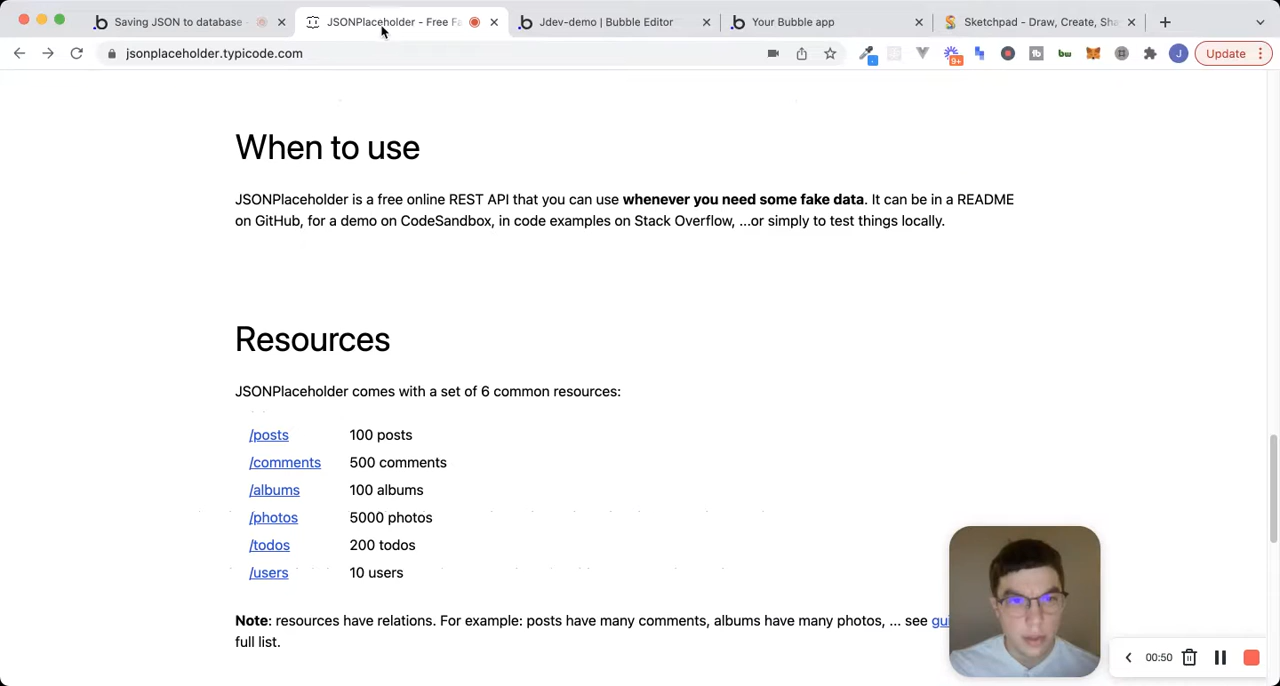 Saving JSON to database
JSONPlaceholder - Free Fa
Jdev-demo | Bubble Editor
Your Bubble app
Sketchpad - Draw, Create, Sha
jsonplaceholder.typicode.com
9+
fb
bw
J
Update
When to use
JSONPlaceholder is a free online REST API that you can use whenever you need some fake data. It can be in a README
on GitHub, for a demo on CodeSandbox, in code examples on Stack Overflow, ...or simply to test things locally.
Resources
JSONPlaceholder comes with a set of 6 common resources:
/posts 100 posts
/comments 500 comments
/albums 100 albums
/photos 5000 photos
/todos 200 todos
/users 10 users
Note: resources have relations. For example: posts have many comments, albums have many photos, ... see gui
full list.
00:50